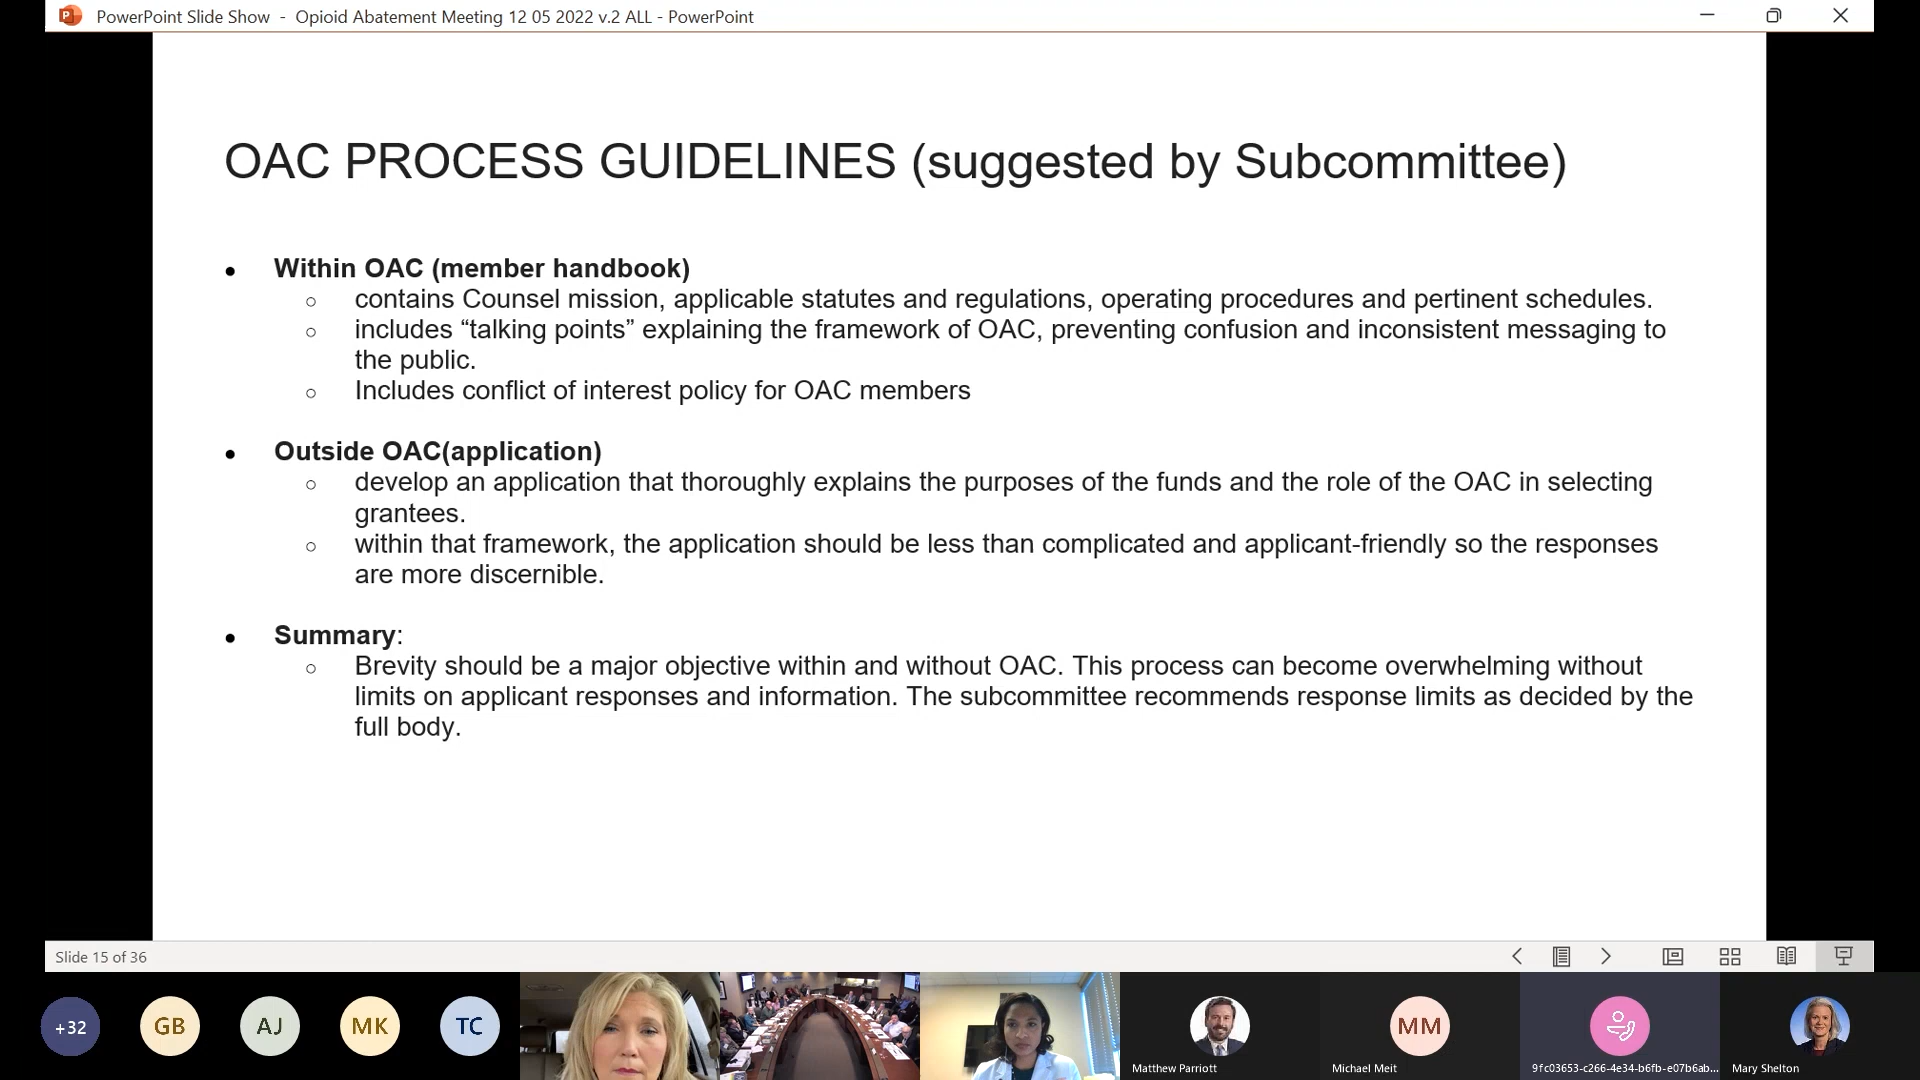 PowerPoint Slide Show - Opioid Abatement Meeting 12 05 2022 v.2 ALL - PowerPoint
OAC PROCESS GUIDELINES (suggested by Subcommittee)
Within OAC (member handbook)
contains Counsel mission, applicable statutes and regulations, operating procedures and pertinent schedules.
includes “talking points” explaining the framework of OAC, preventing confusion and inconsistent messaging to
the public.
Includes conflict of interest policy for OAC members
Outside OAC(application)
develop an application that thoroughly explains the purposes of the funds and the role of the OAC in selecting
grantees.
within that framework, the application should be less than complicated and applicant-friendly so the responses
are more discernible.
Summary:
Brevity should be a major objective within and without OAC. This process can become overwhelming without
limits on applicant responses and information. The subcommittee recommends response limits as decided by the
full body.
Slide 15 of 36
+32 GB AJ MK TC MM
Matthew Parriott Michael Meit 9fc03653-c266-4e34-b6fb-e07b6ab... Mary Shelton